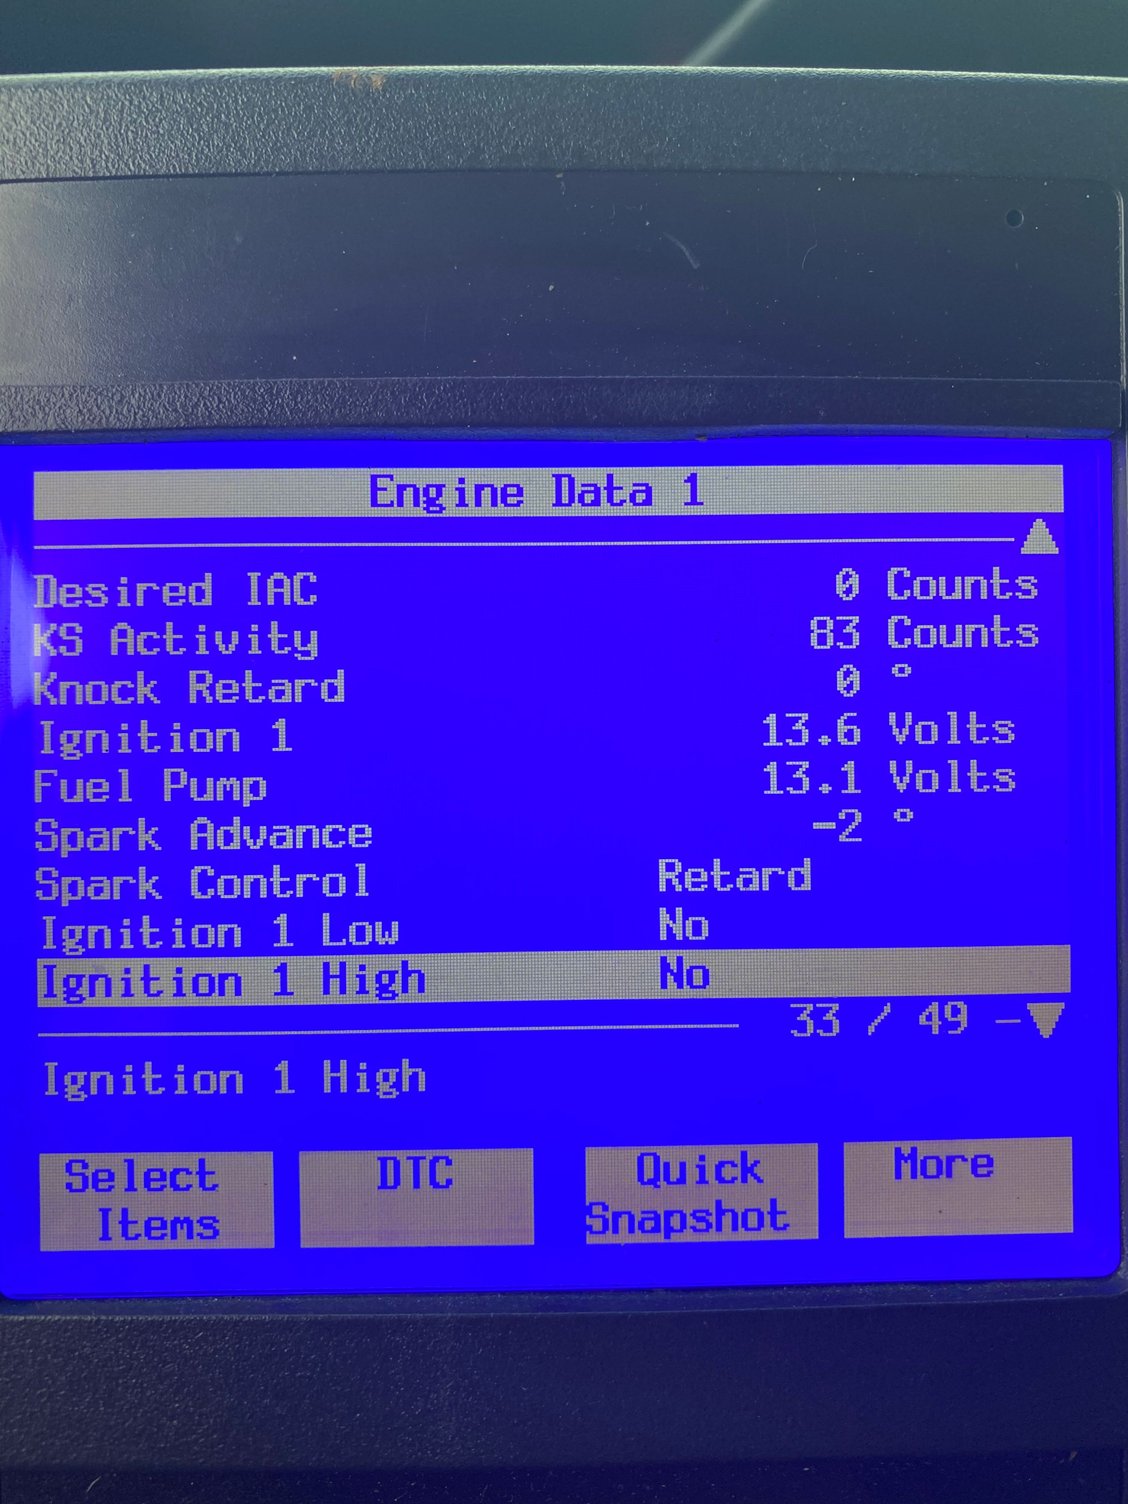 Engine Data 1
Desired IAC 0 Counts
KS Activity 83 Counts
Knock Retard 0 °
Ignition 1 13.6 Volts
Fuel Pump 13.1 Volts
Spark Advance -2 °
Spark Control Retard
Ignition 1 Low No
Ignition 1 High No
33 / 49
Ignition 1 High
Select Items
DTC
Quick Snapshot
More